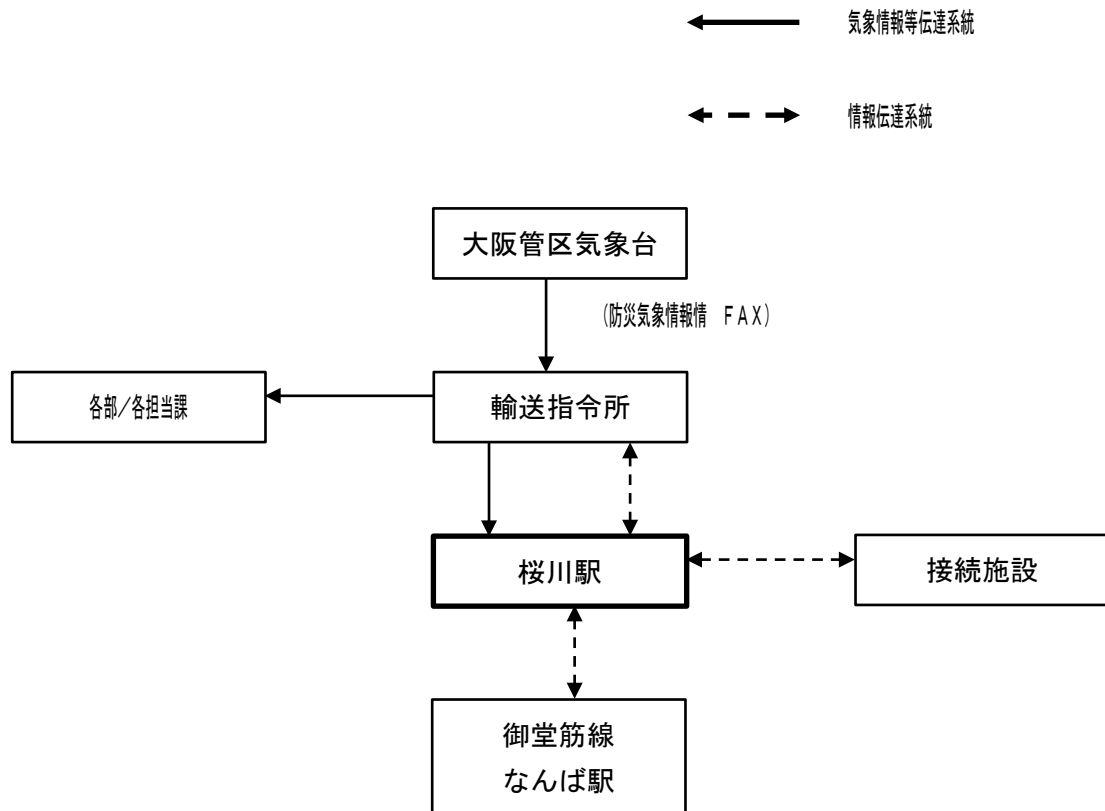 気象情報等伝達系統
情報伝達系統
大阪管区気象台
(防災気象情報情　ＦＡＸ)
各部／各担当課
輸送指令所
桜川駅
接続施設
御堂筋線
なんば駅